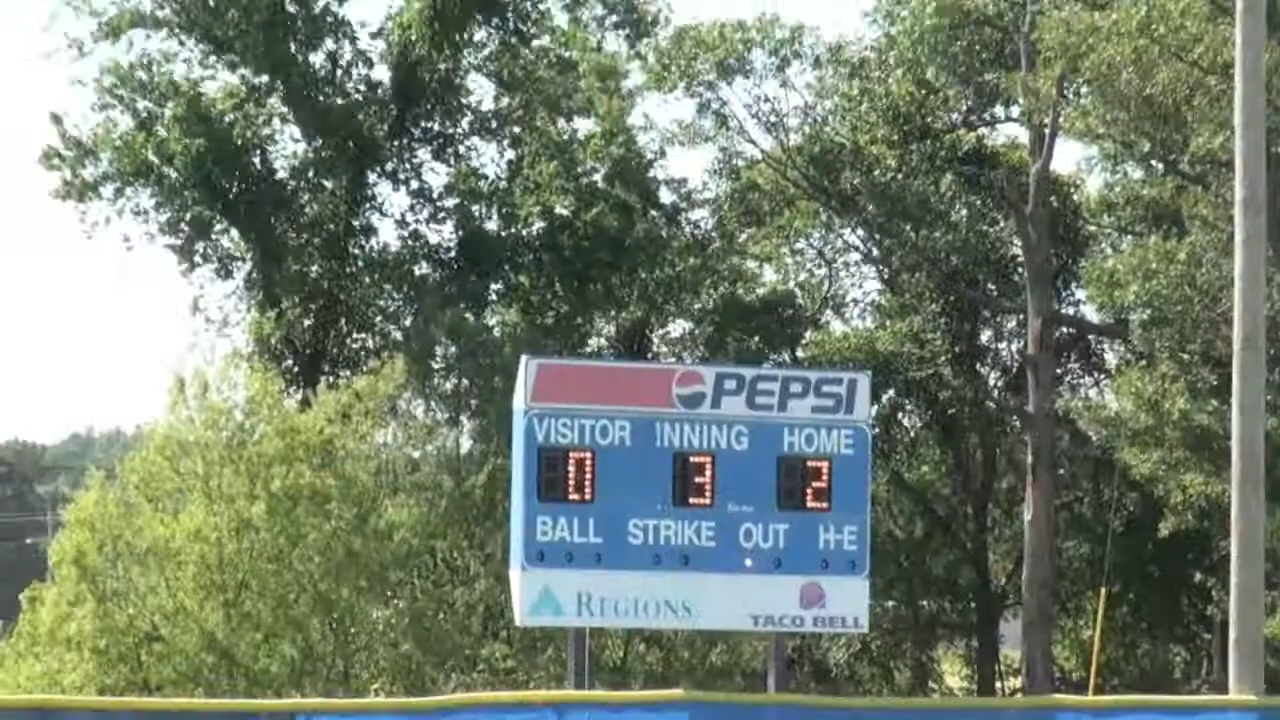 PEPSI
VISITOR INNING HOME
0 3 2
BALL STRIKE OUT H-E
REGIONS
TACO BELL